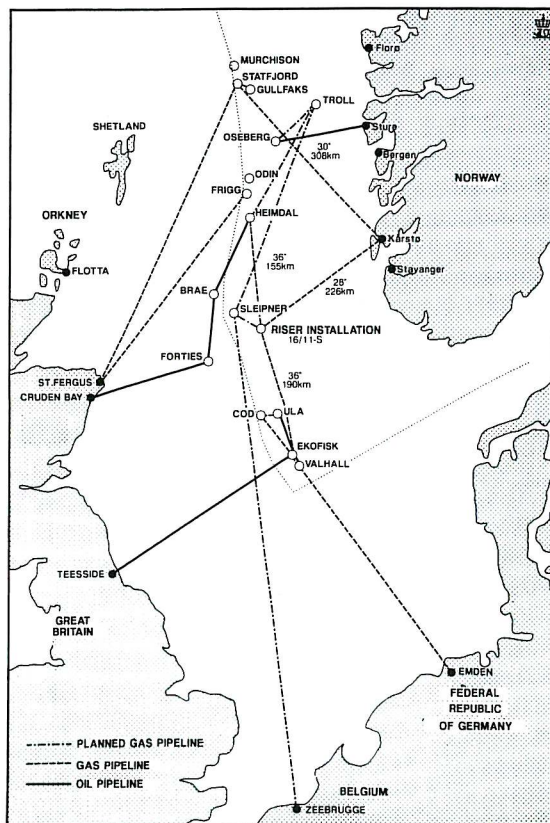 Florø
MURCHISON
STATFJORD
GULLFAKS
TROLL
SHETLAND
Sture
OSEBERG
30"
308km
Bergen
ODIN
NORWAY
FRIGG
ORKNEY
HEIMDAL
Kårstø
36"
155km
Stavanger
FLOTTA
28"
226km
BRAE
SLEIPNER
RISER INSTALLATION
16/11-S
FORTIES
36"
190km
ST.FERGUS
CRUDEN BAY
COD
ULA
EKOFISK
VALHALL
TEESSIDE
GREAT
BRITAIN
EMDEN
FEDERAL
REPUBLIC
OF GERMANY
PLANNED GAS PIPELINE
GAS PIPELINE
OIL PIPELINE
BELGIUM
ZEEBRUGGE